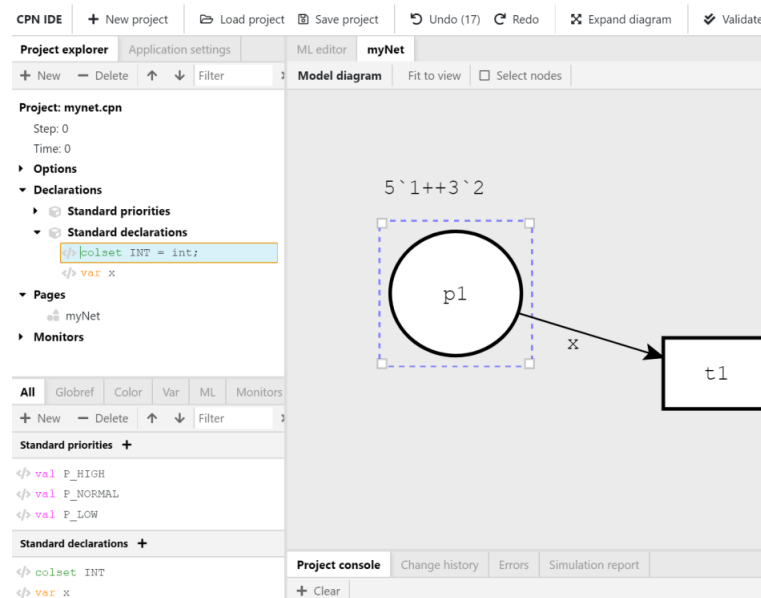 CPN IDE + New project Load project Save project Undo (17) Redo Expand diagram Validate
Project explorer Application settings
+ New − Delete ↑ ↓ Filter
Project: mynet.cpn
Step: 0
Time: 0
Options
Declarations
Standard priorities
Standard declarations
</> colset INT = int;
</> var x
Pages
myNet
Monitors
All Globref Color Var ML Monitors
+ New − Delete ↑ ↓ Filter
Standard priorities +
</> val P_HIGH
</> val P_NORMAL
</> val P_LOW
Standard declarations +
</> colset INT
</> var x
ML editor myNet
Model diagram Fit to view Select nodes
5`1++3`2
p1
x
t1
Project console Change history Errors Simulation report
+ Clear